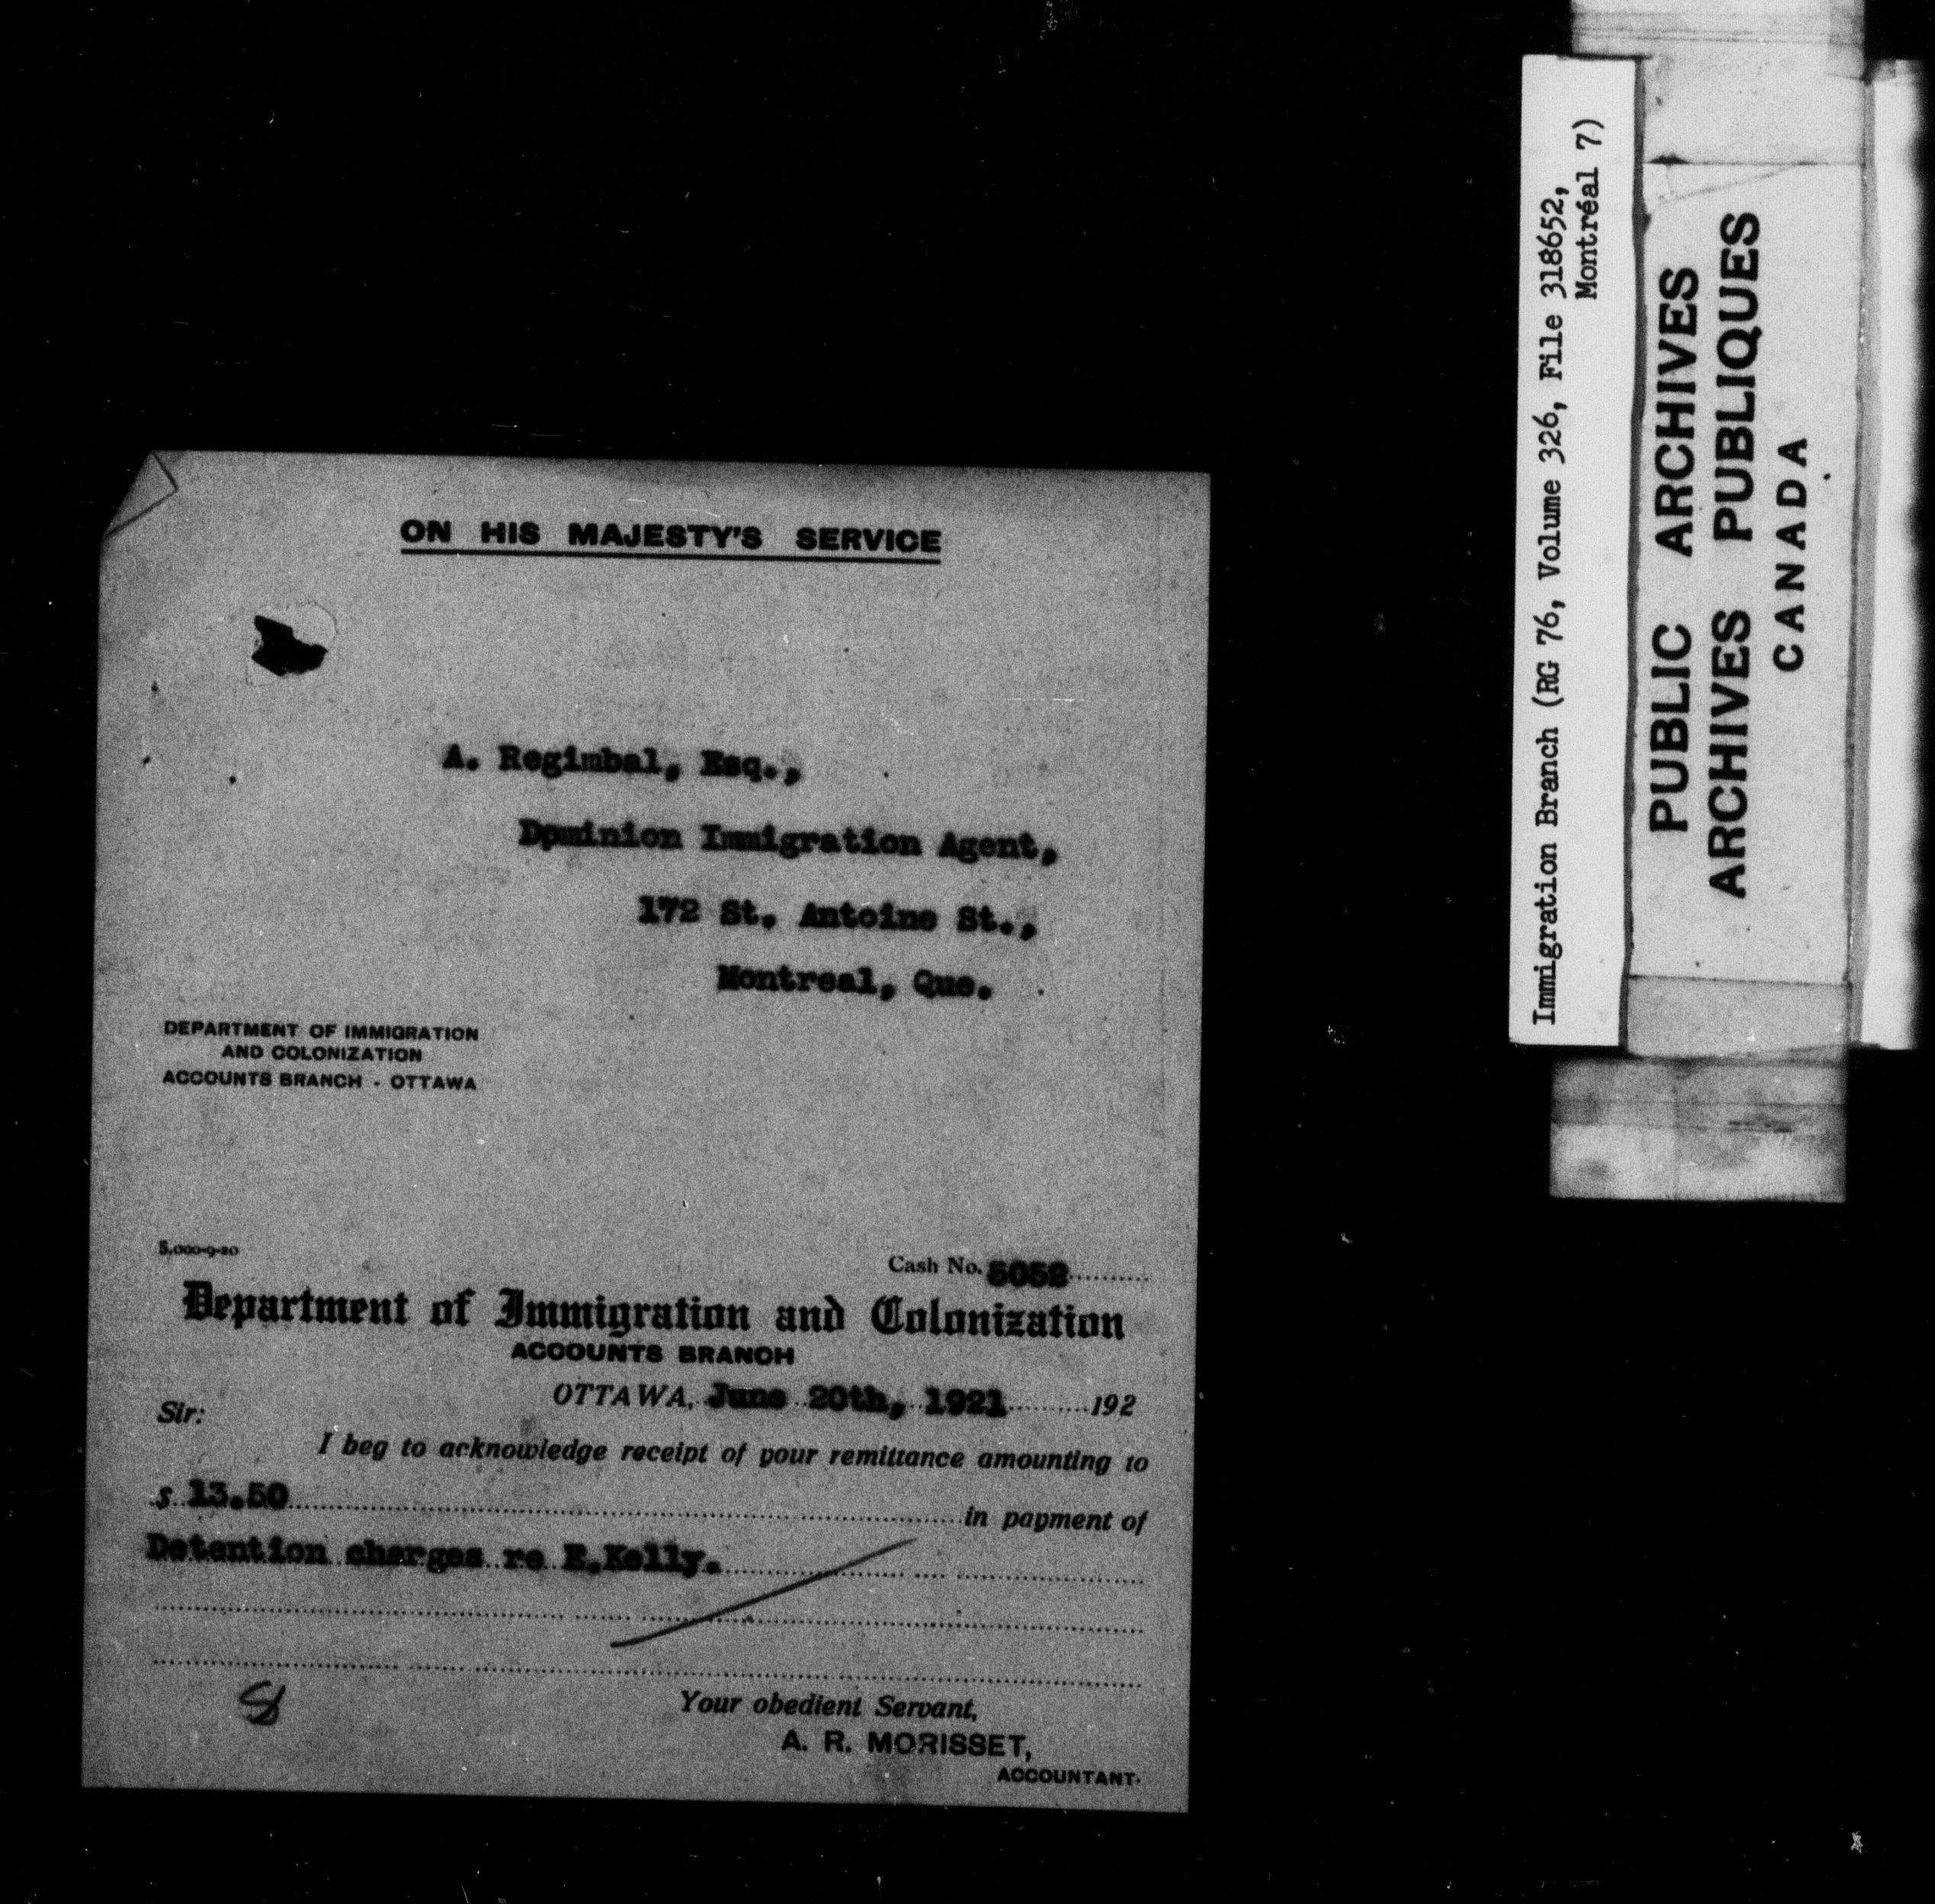 ON HIS MAJESTY'S SERVICE
A. Regimbal, Esq.,
Dominion Immigration Agent,
172 St. Antoine St.,
Montreal, Que.
DEPARTMENT OF IMMIGRATION
AND COLONIZATION
ACCOUNTS BRANCH - OTTAWA
5,000-9-20
Cash No. 5052
Department of Immigration and Colonization
ACCOUNTS BRANCH
OTTAWA, June 20th, 1921 192
Sir:
I beg to acknowledge receipt of your remittance amounting to
$ 13.50 in payment of
Detention charges re E.Kelly.
Your obedient Servant,
A. R. MORISSET,
ACCOUNTANT.
Immigration Branch (RG 76, Volume 326, File 318652,
Montréal 7)
PUBLIC ARCHIVES
ARCHIVES PUBLIQUES
CANADA